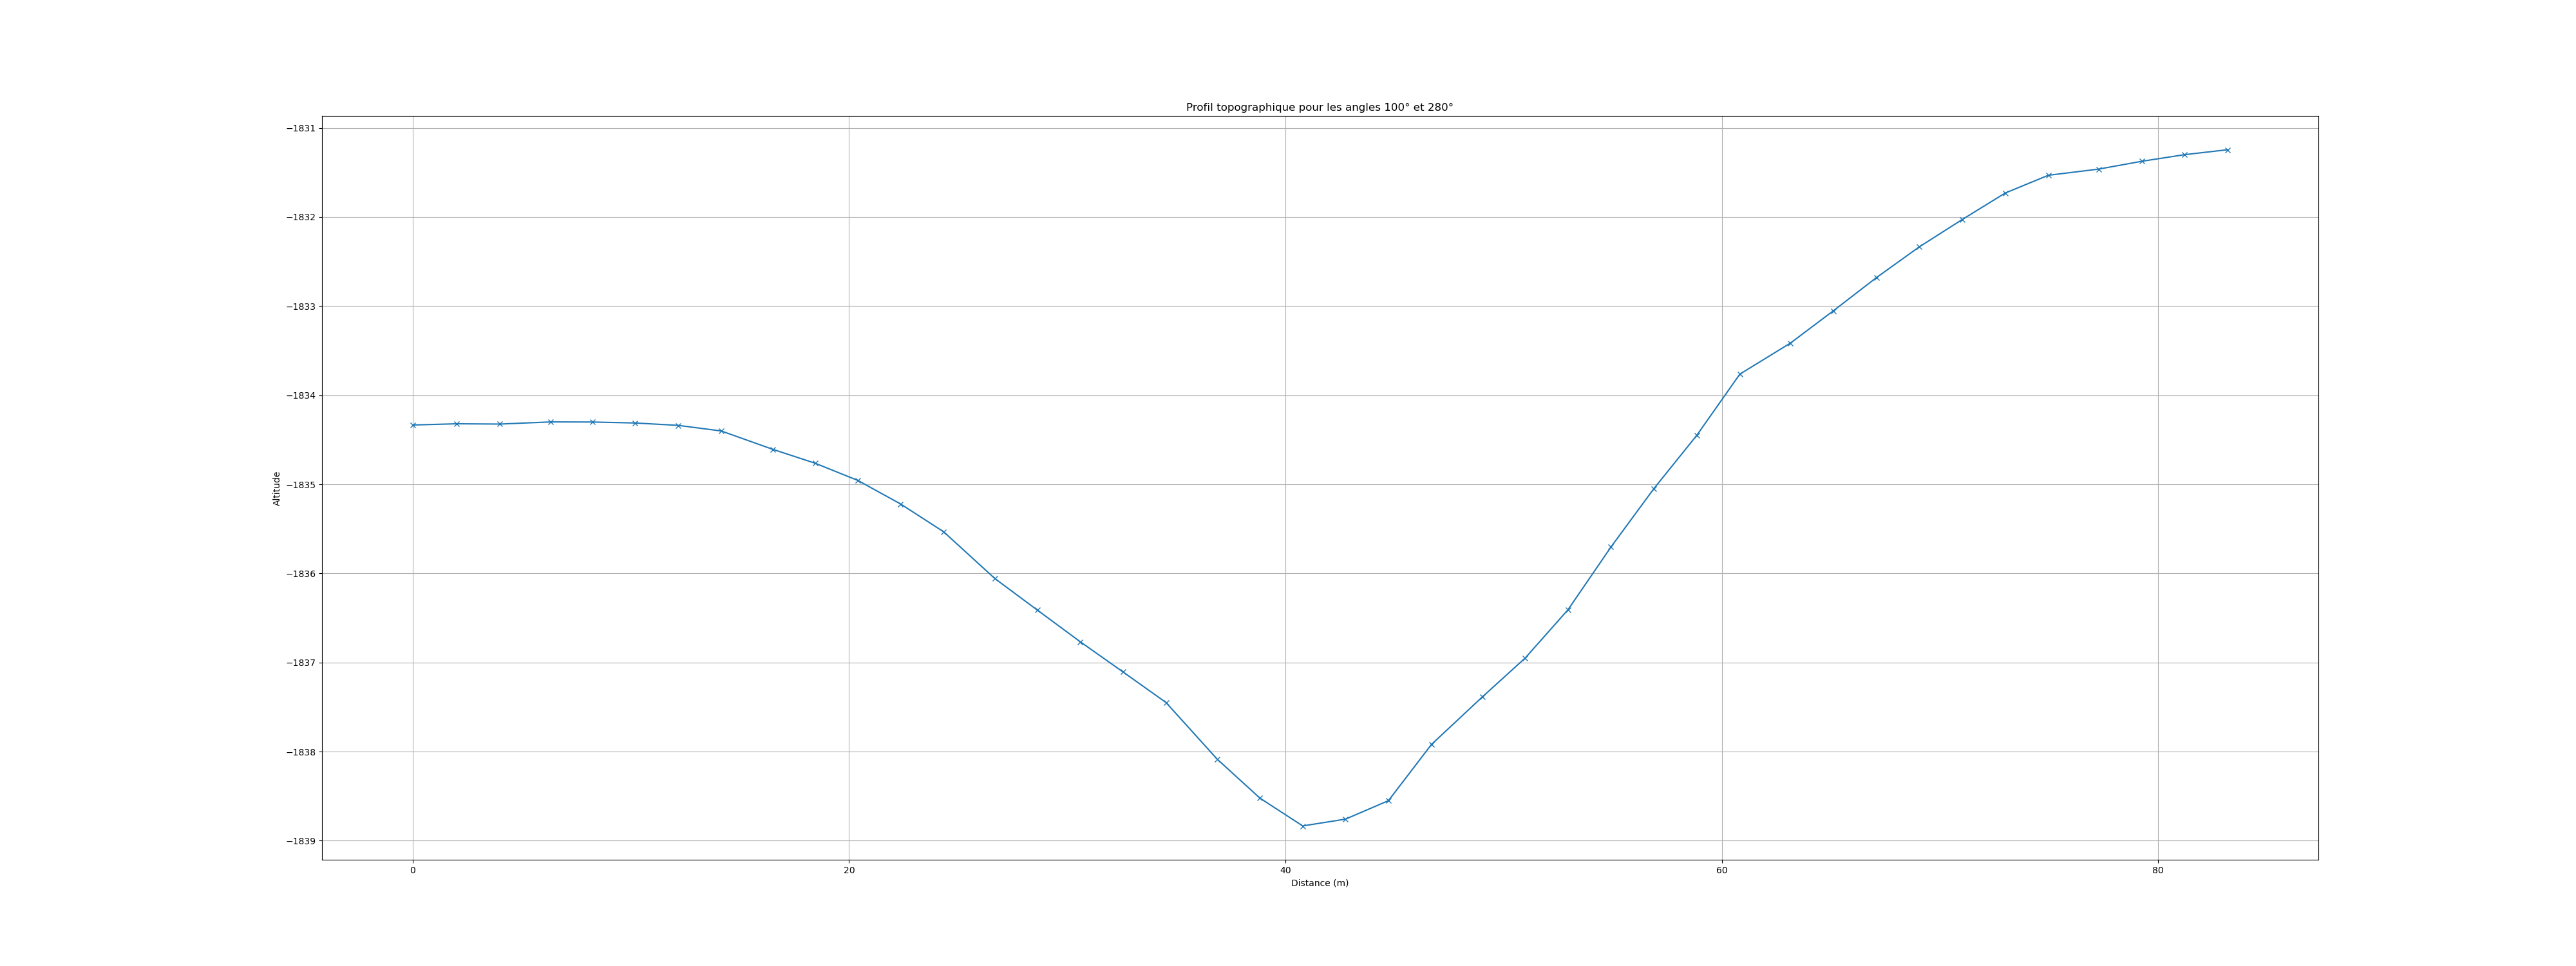 Profil topographique pour les angles 100° et 280°
Altitude
−1831
−1832
−1833
−1834
−1835
−1836
−1837
−1838
−1839
0 20 40 60 80
Distance (m)